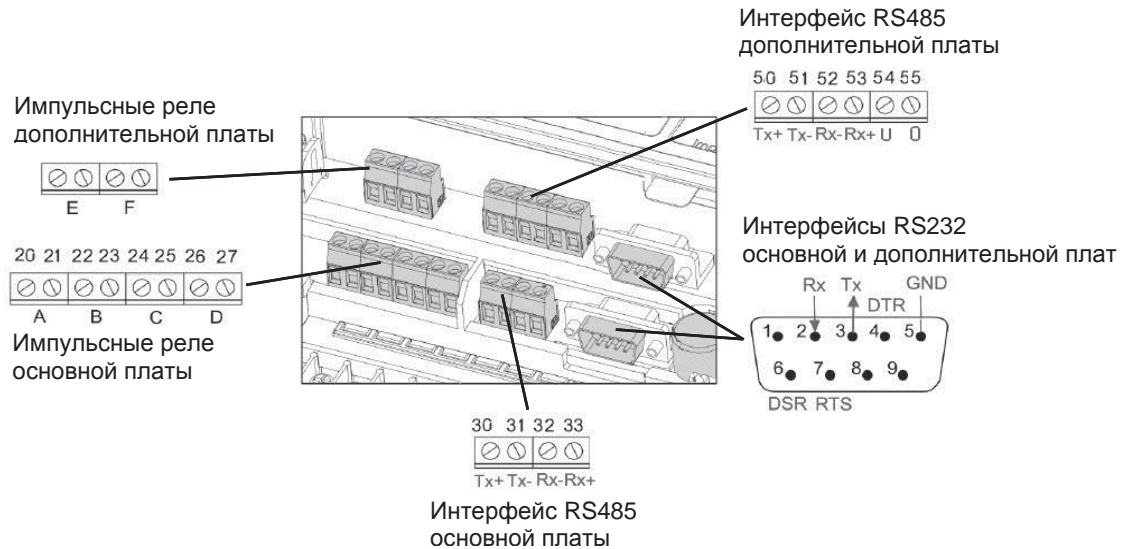 Интерфейс RS485
дополнительной платы
50 51 52 53 54 55
Tx+ Tx- Rx- Rx+ U 0
Импульсные реле
дополнительной платы
E F
20 21 22 23 24 25 26 27
A B C D
Импульсные реле
основной платы
Интерфейсы RS232
основной и дополнительной плат
Rx Tx GND
DTR
1 2 3 4 5
6 7 8 9
DSR RTS
30 31 32 33
Tx+ Tx- Rx- Rx+
Интерфейс RS485
основной платы